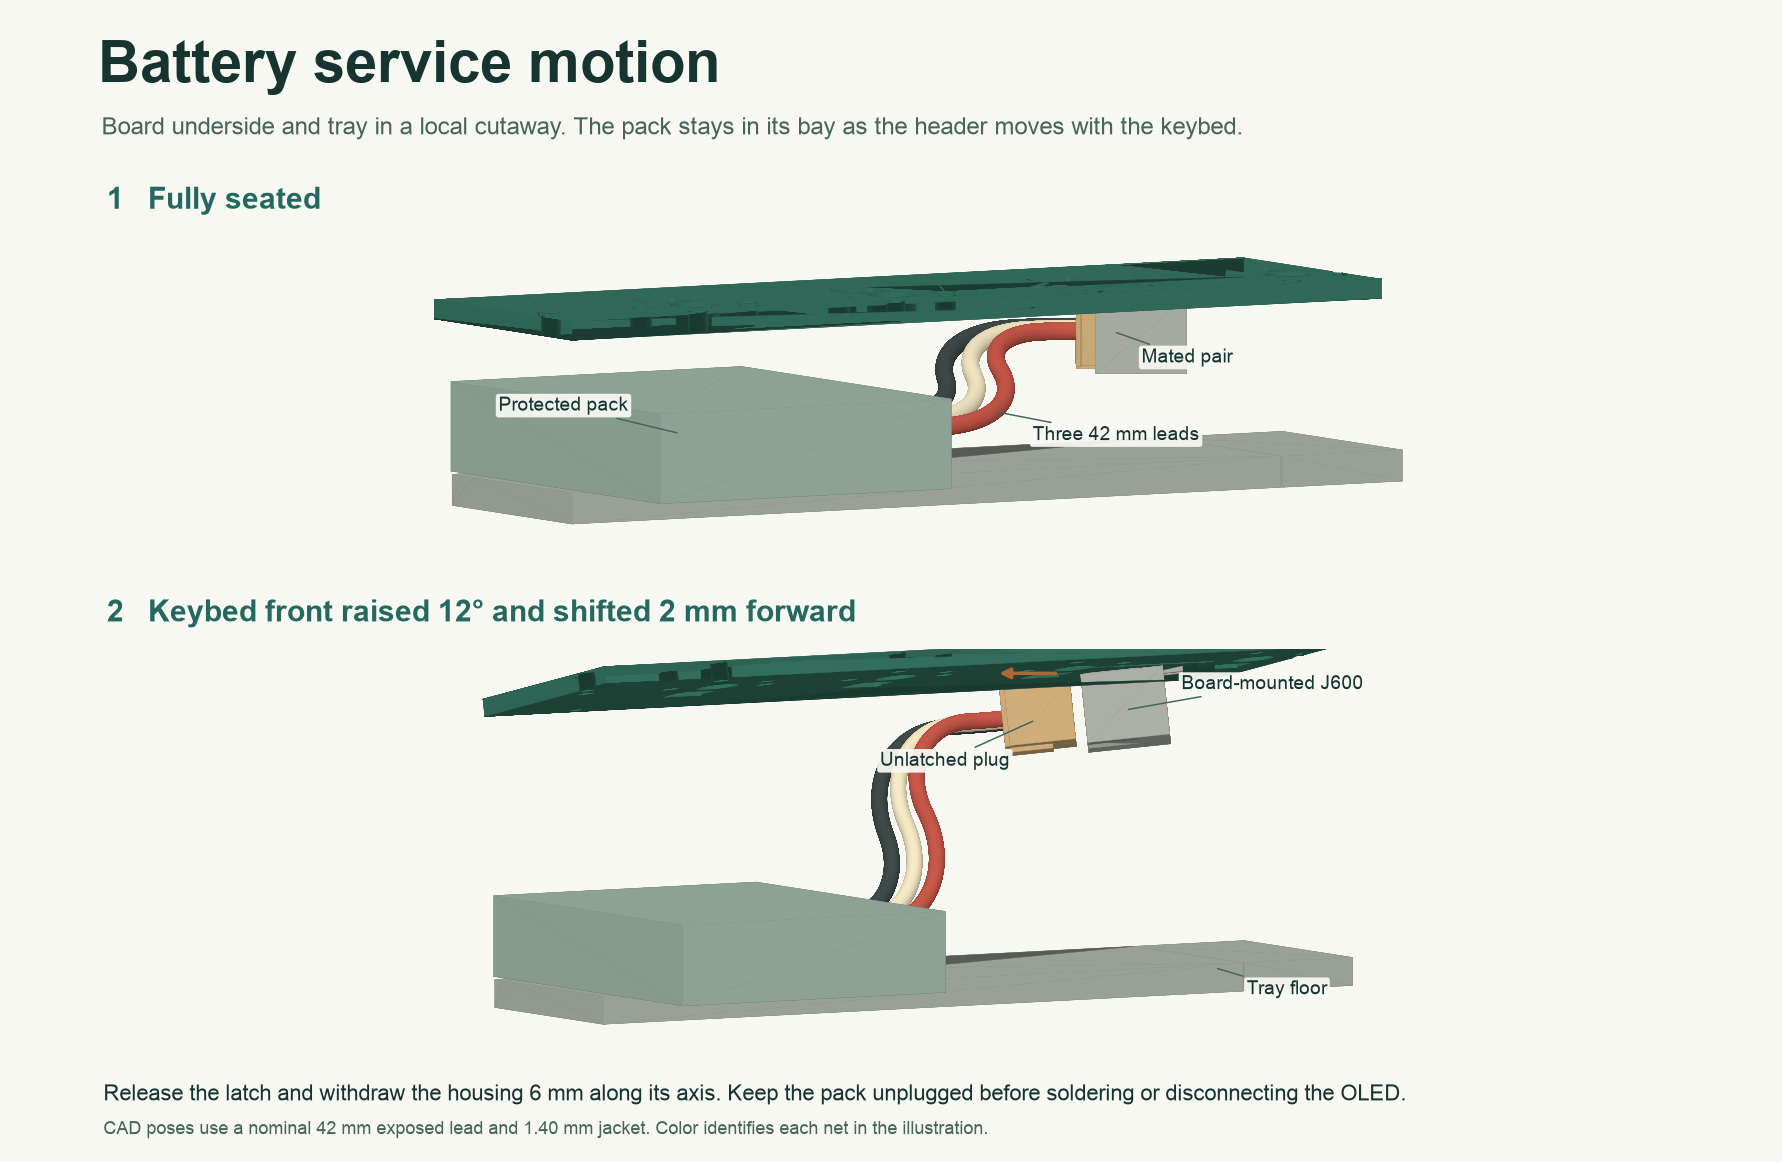 Battery service motion
Board underside and tray in a local cutaway. The pack stays in its bay as the header moves with the keybed.
1 Fully seated
Mated pair
Protected pack
Three 42 mm leads
2 Keybed front raised 12° and shifted 2 mm forward
Board-mounted J600
Unlatched plug
Tray floor
Release the latch and withdraw the housing 6 mm along its axis. Keep the pack unplugged before soldering or disconnecting the OLED.
CAD poses use a nominal 42 mm exposed lead and 1.40 mm jacket. Color identifies each net in the illustration.